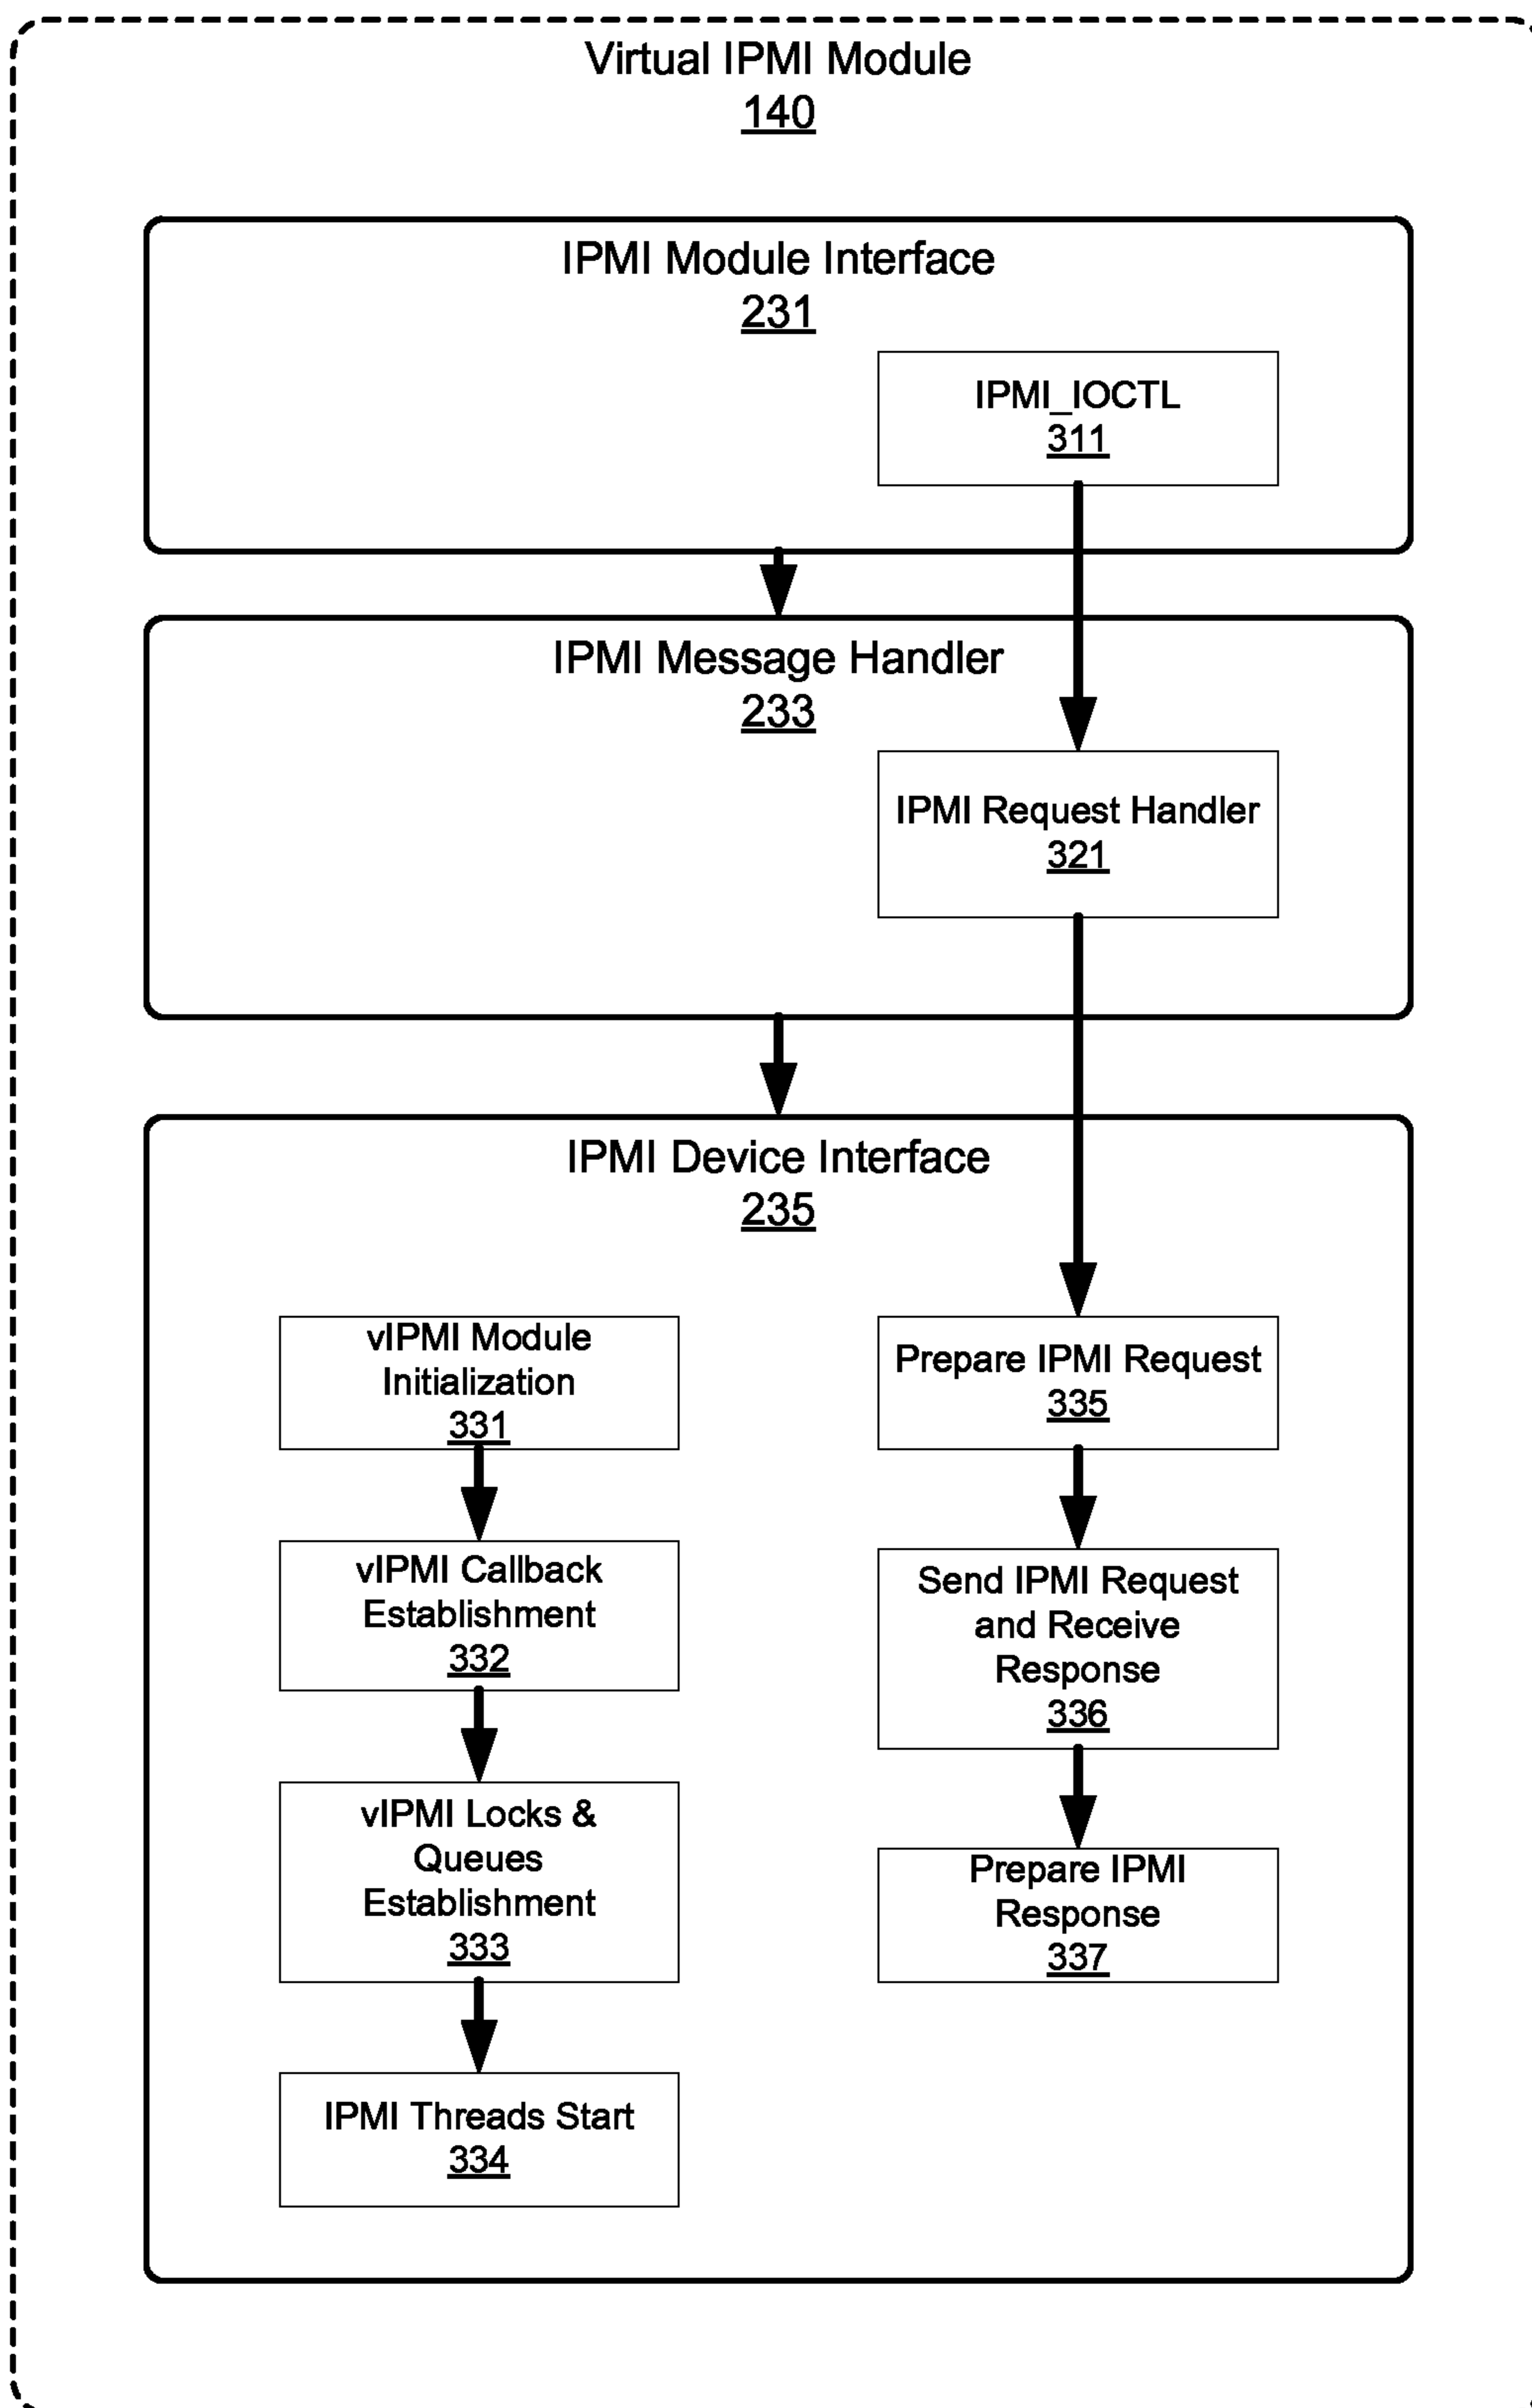 Virtual IPMI Module
140
IPMI Module Interface
231
IPMI_IOCTL
311
IPMI Message Handler
233
IPMI Request Handler
321
IPMI Device Interface
235
vIPMI Module
Initialization
331
vIPMI Callback
Establishment
332
vIPMI Locks &
Queues
Establishment
333
IPMI Threads Start
334
Prepare IPMI Request
335
Send IPMI Request
and Receive
Response
336
Prepare IPMI
Response
337